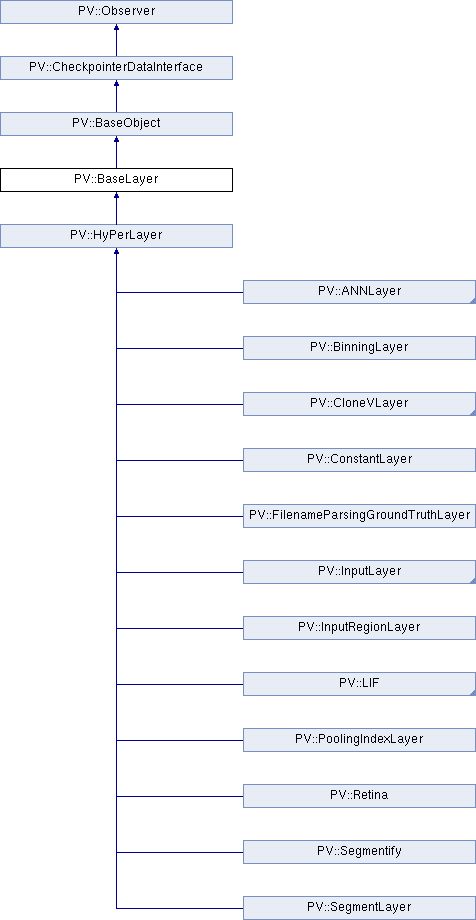 PV::Observer
PV::CheckpointerDataInterface
PV::BaseObject
PV::BaseLayer
PV::HyPerLayer
PV::ANNLayer
PV::BinningLayer
PV::CloneVLayer
PV::ConstantLayer
PV::FilenameParsingGroundTruthLayer
PV::InputLayer
PV::InputRegionLayer
PV::LIF
PV::PoolingIndexLayer
PV::Retina
PV::Segmentify
PV::SegmentLayer